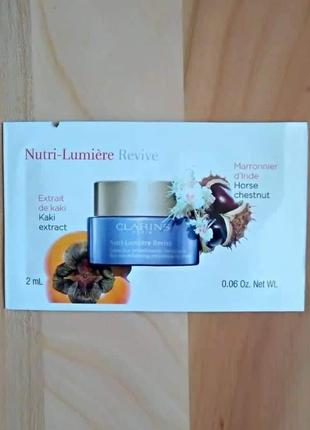 Nutri-Lumière Revive
Marronnier
d'Inde
Horse
chestnut
Extrait
de kaki
Kaki
extract
CLARINS
PARIS
Nutri-Lumière Revive
2 mL
0.06 Oz. Net Wt.